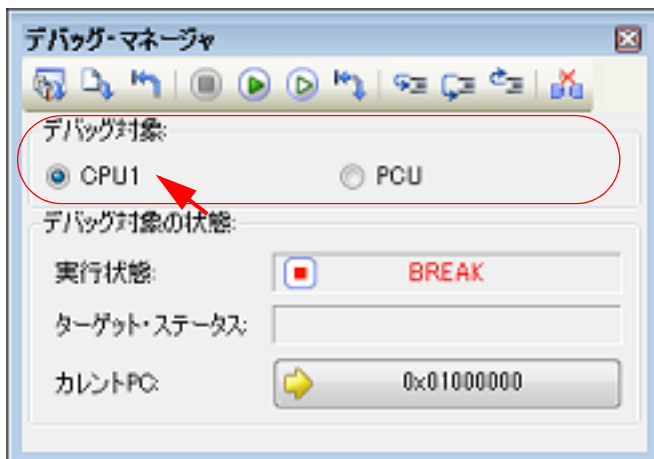 デバッグ・マネージャ
デバッグ対象:
CPU1
PCU
デバッグ対象の状態:
実行状態:
BREAK
ターゲット・ステータス:
カレントPC:
0x01000000